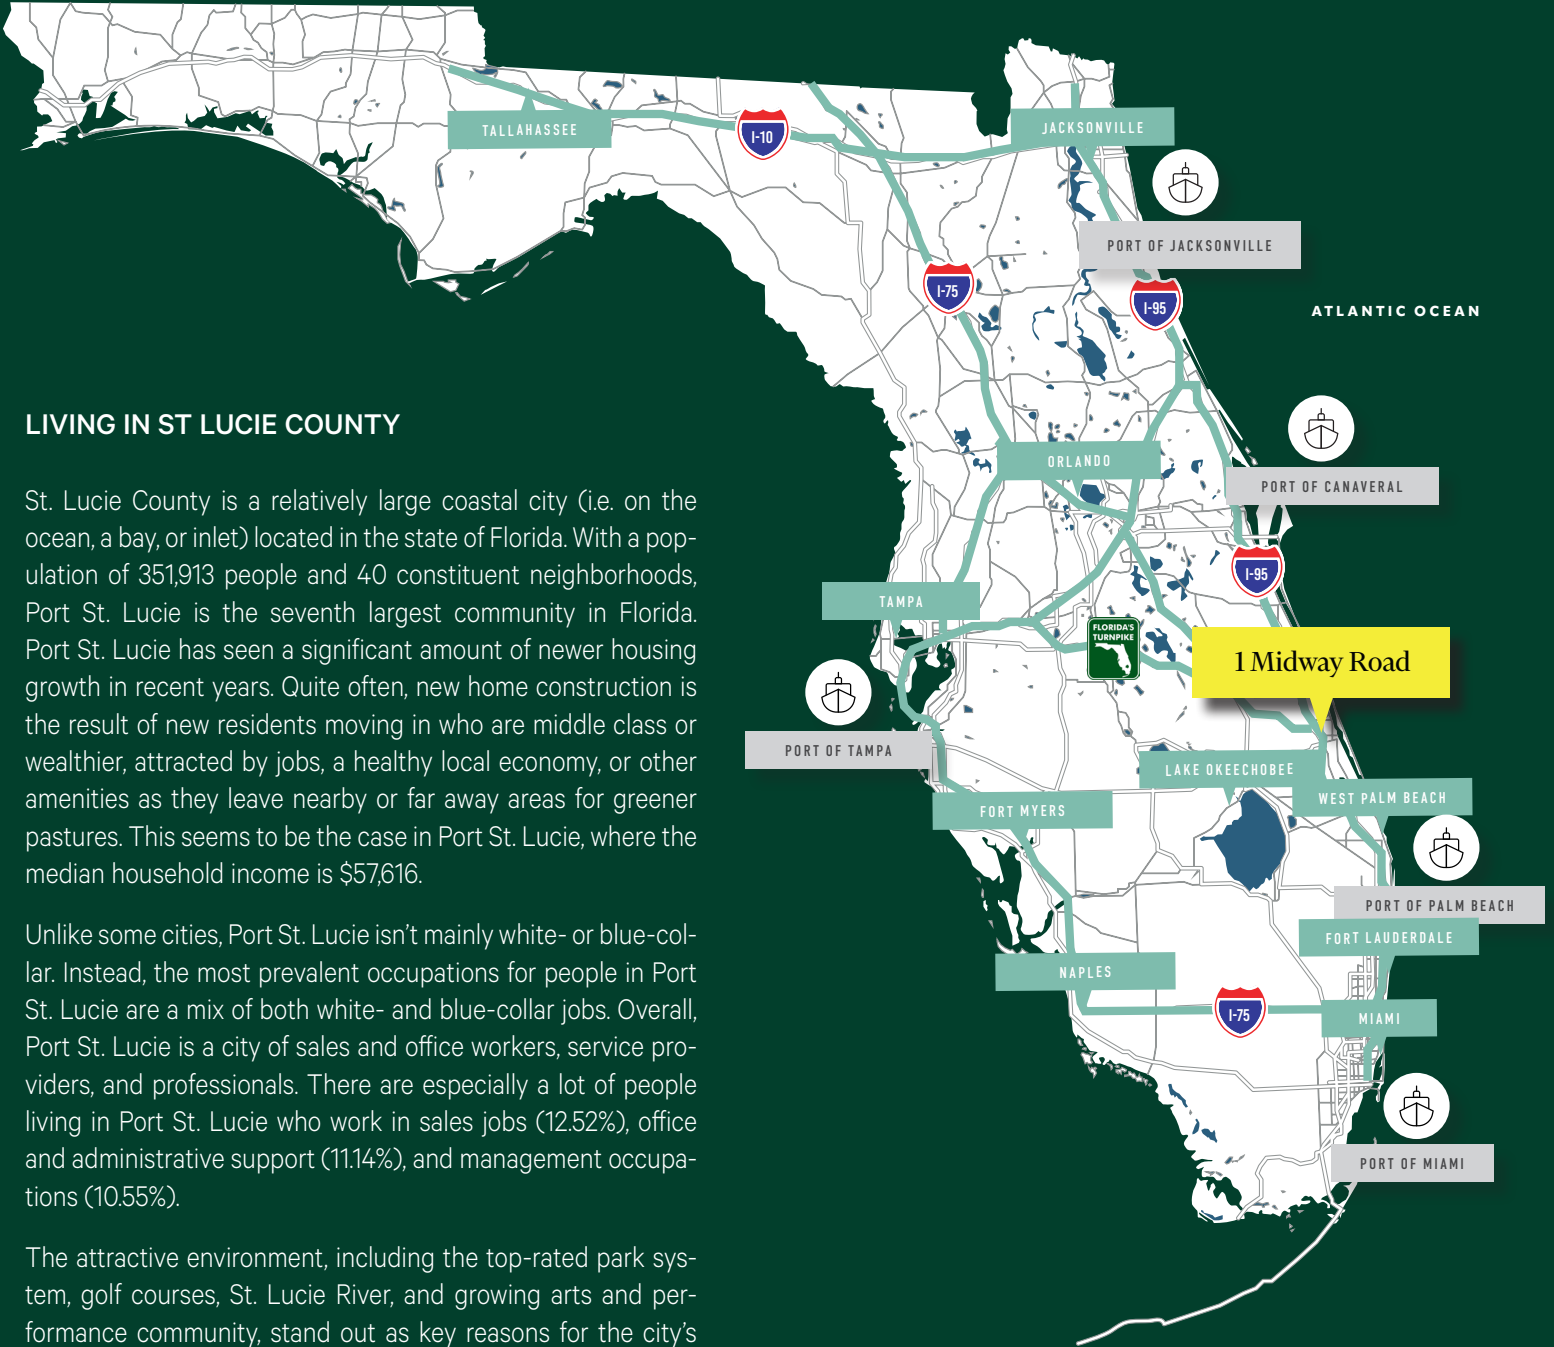 TALLAHASSEE
I-10
JACKSONVILLE
PORT OF JACKSONVILLE
I-75
I-95
ATLANTIC OCEAN
ORLANDO
PORT OF CANAVERAL
I-95
TAMPA
FLORIDA'S
TURNPIKE
1 Midway Road
PORT OF TAMPA
LAKE OKEECHOBEE
WEST PALM BEACH
FORT MYERS
PORT OF PALM BEACH
FORT LAUDERDALE
NAPLES
I-75
MIAMI
PORT OF MIAMI
LIVING IN ST LUCIE COUNTY
St. Lucie County is a relatively large coastal city (i.e. on the
ocean, a bay, or inlet) located in the state of Florida. With a pop-
ulation of 351,913 people and 40 constituent neighborhoods,
Port St. Lucie is the seventh largest community in Florida.
Port St. Lucie has seen a significant amount of newer housing
growth in recent years. Quite often, new home construction is
the result of new residents moving in who are middle class or
wealthier, attracted by jobs, a healthy local economy, or other
amenities as they leave nearby or far away areas for greener
pastures. This seems to be the case in Port St. Lucie, where the
median household income is $57,616.
Unlike some cities, Port St. Lucie isn't mainly white- or blue-col-
lar. Instead, the most prevalent occupations for people in Port
St. Lucie are a mix of both white- and blue-collar jobs. Overall,
Port St. Lucie is a city of sales and office workers, service pro-
viders, and professionals. There are especially a lot of people
living in Port St. Lucie who work in sales jobs (12.52%), office
and administrative support (11.14%), and management occupa-
tions (10.55%).
The attractive environment, including the top-rated park sys-
tem, golf courses, St. Lucie River, and growing arts and per-
formance community, stand out as key reasons for the city's